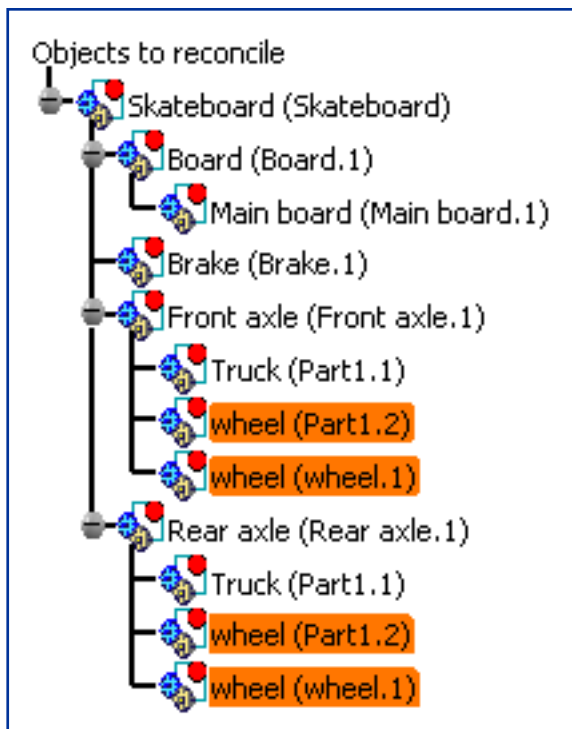 Objects to reconcile
Skateboard (Skateboard)
Board (Board.1)
Main board (Main board.1)
Brake (Brake.1)
Front axle (Front axle.1)
Truck (Part1.1)
wheel (Part1.2)
wheel (wheel.1)
Rear axle (Rear axle.1)
Truck (Part1.1)
wheel (Part1.2)
wheel (wheel.1)